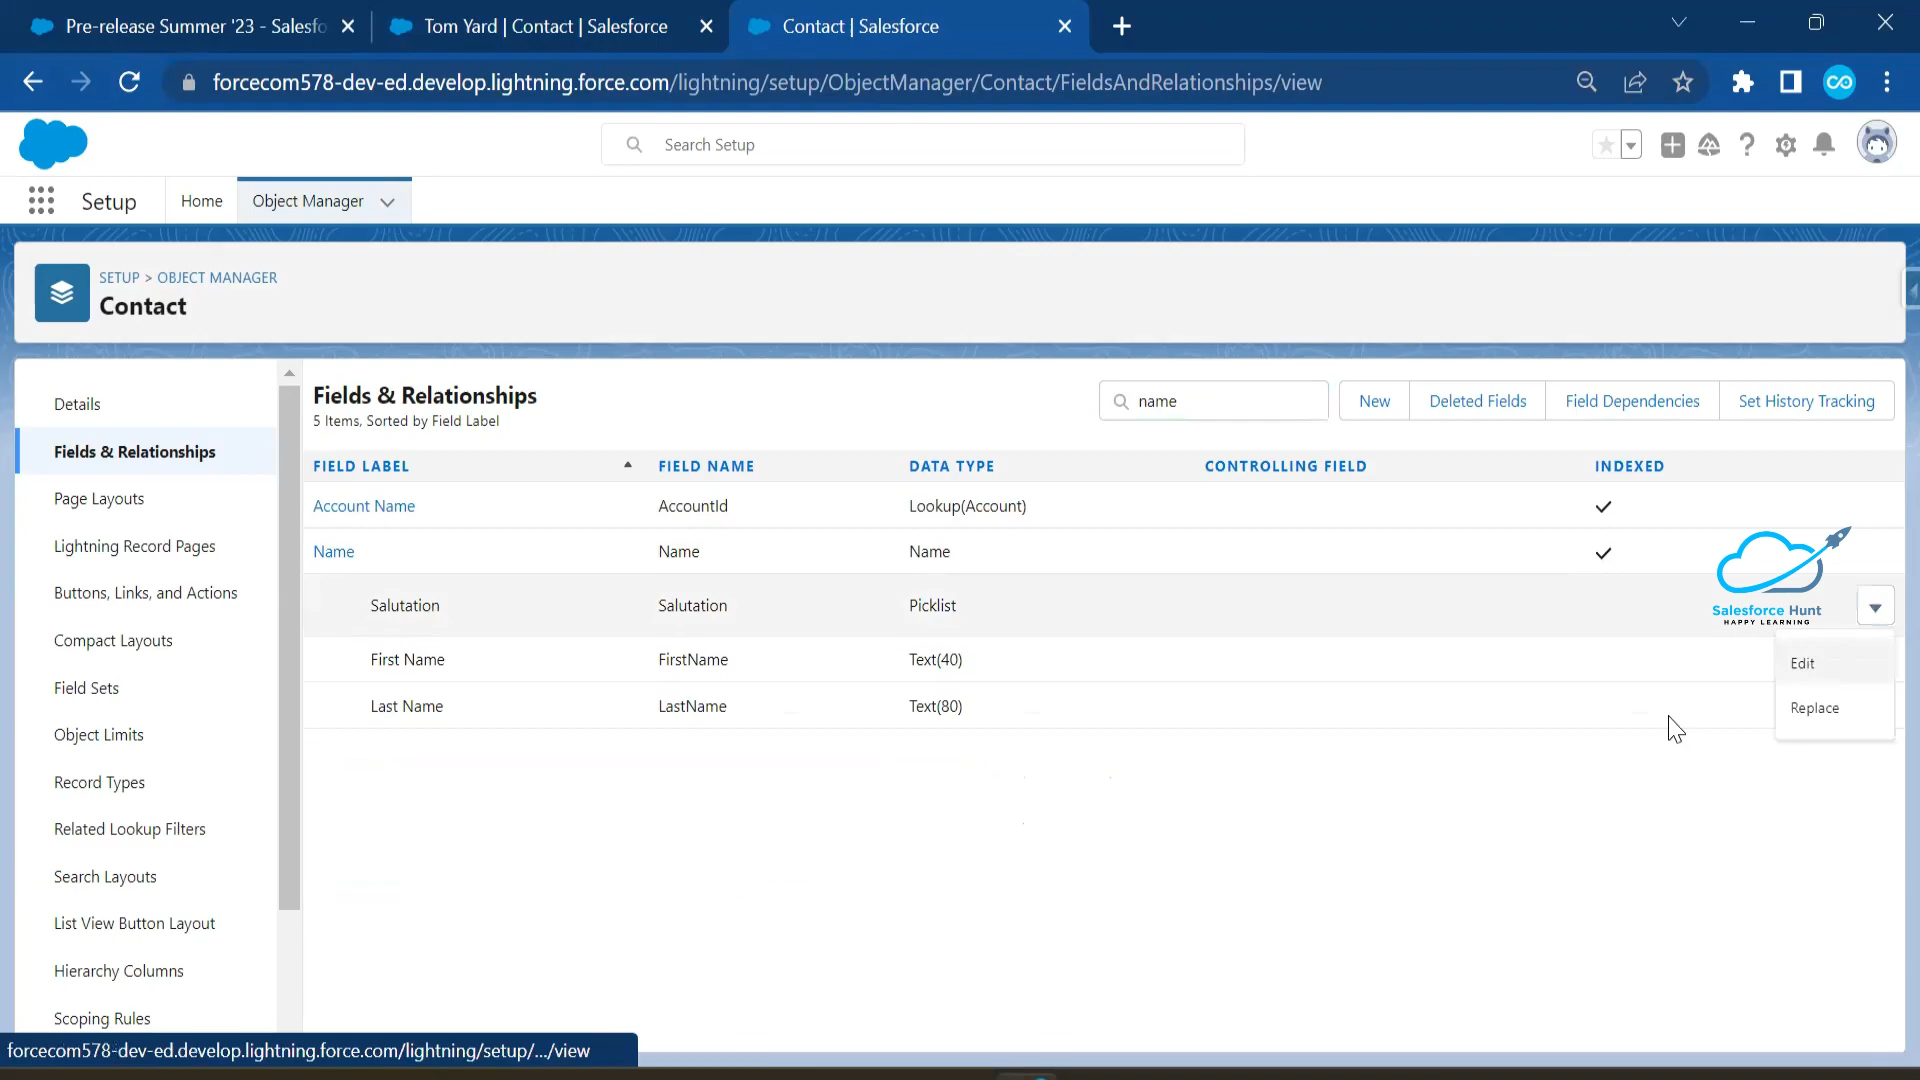 Pre-release Summer '23 - Salesfo
Tom Yard | Contact | Salesforce
Contact | Salesforce
forcecom578-dev-ed.develop.lightning.force.com/lightning/setup/ObjectManager/Contact/FieldsAndRelationships/view
Search Setup
Setup
Home
Object Manager
SETUP > OBJECT MANAGER
Contact
Details
Fields & Relationships
Page Layouts
Lightning Record Pages
Buttons, Links, and Actions
Compact Layouts
Field Sets
Object Limits
Record Types
Related Lookup Filters
Search Layouts
List View Button Layout
Hierarchy Columns
Scoping Rules
Fields & Relationships
5 Items, Sorted by Field Label
name
New
Deleted Fields
Field Dependencies
Set History Tracking
FIELD LABEL FIELD NAME DATA TYPE CONTROLLING FIELD INDEXED
Account Name AccountId Lookup(Account)
Name Name Name
Salutation Salutation Picklist
First Name FirstName Text(40)
Last Name LastName Text(80)
Salesforce Hunt
HAPPY LEARNING
Edit
Replace
forcecom578-dev-ed.develop.lightning.force.com/lightning/setup/.../view